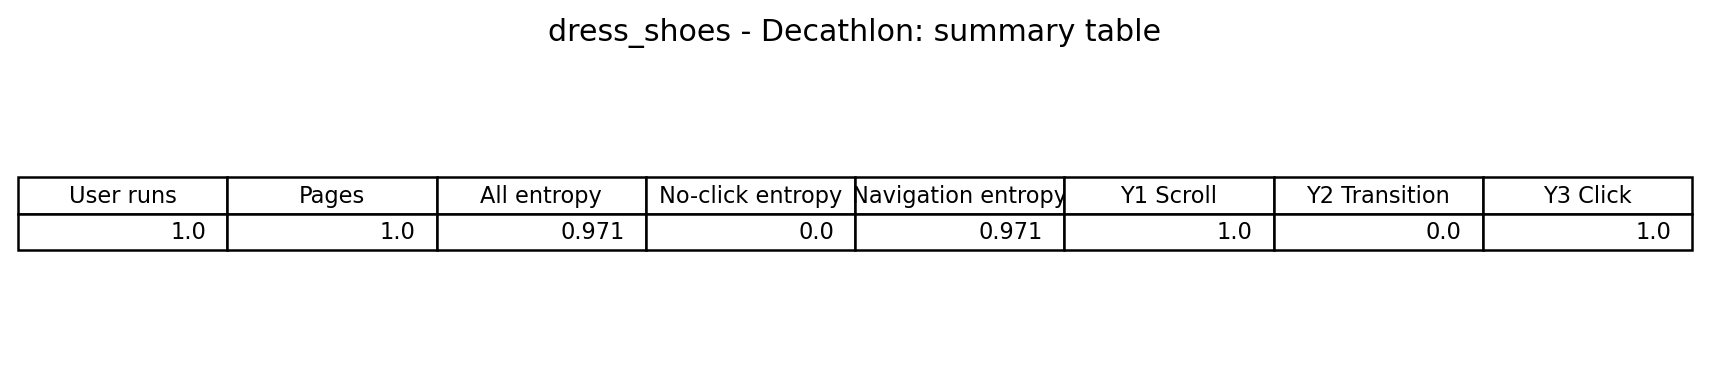 dress_shoes - Decathlon: summary table
User runs Pages All entropy No-click entropy Navigation entropy Y1 Scroll Y2 Transition Y3 Click
1.0 1.0 0.971 0.0 0.971 1.0 0.0 1.0